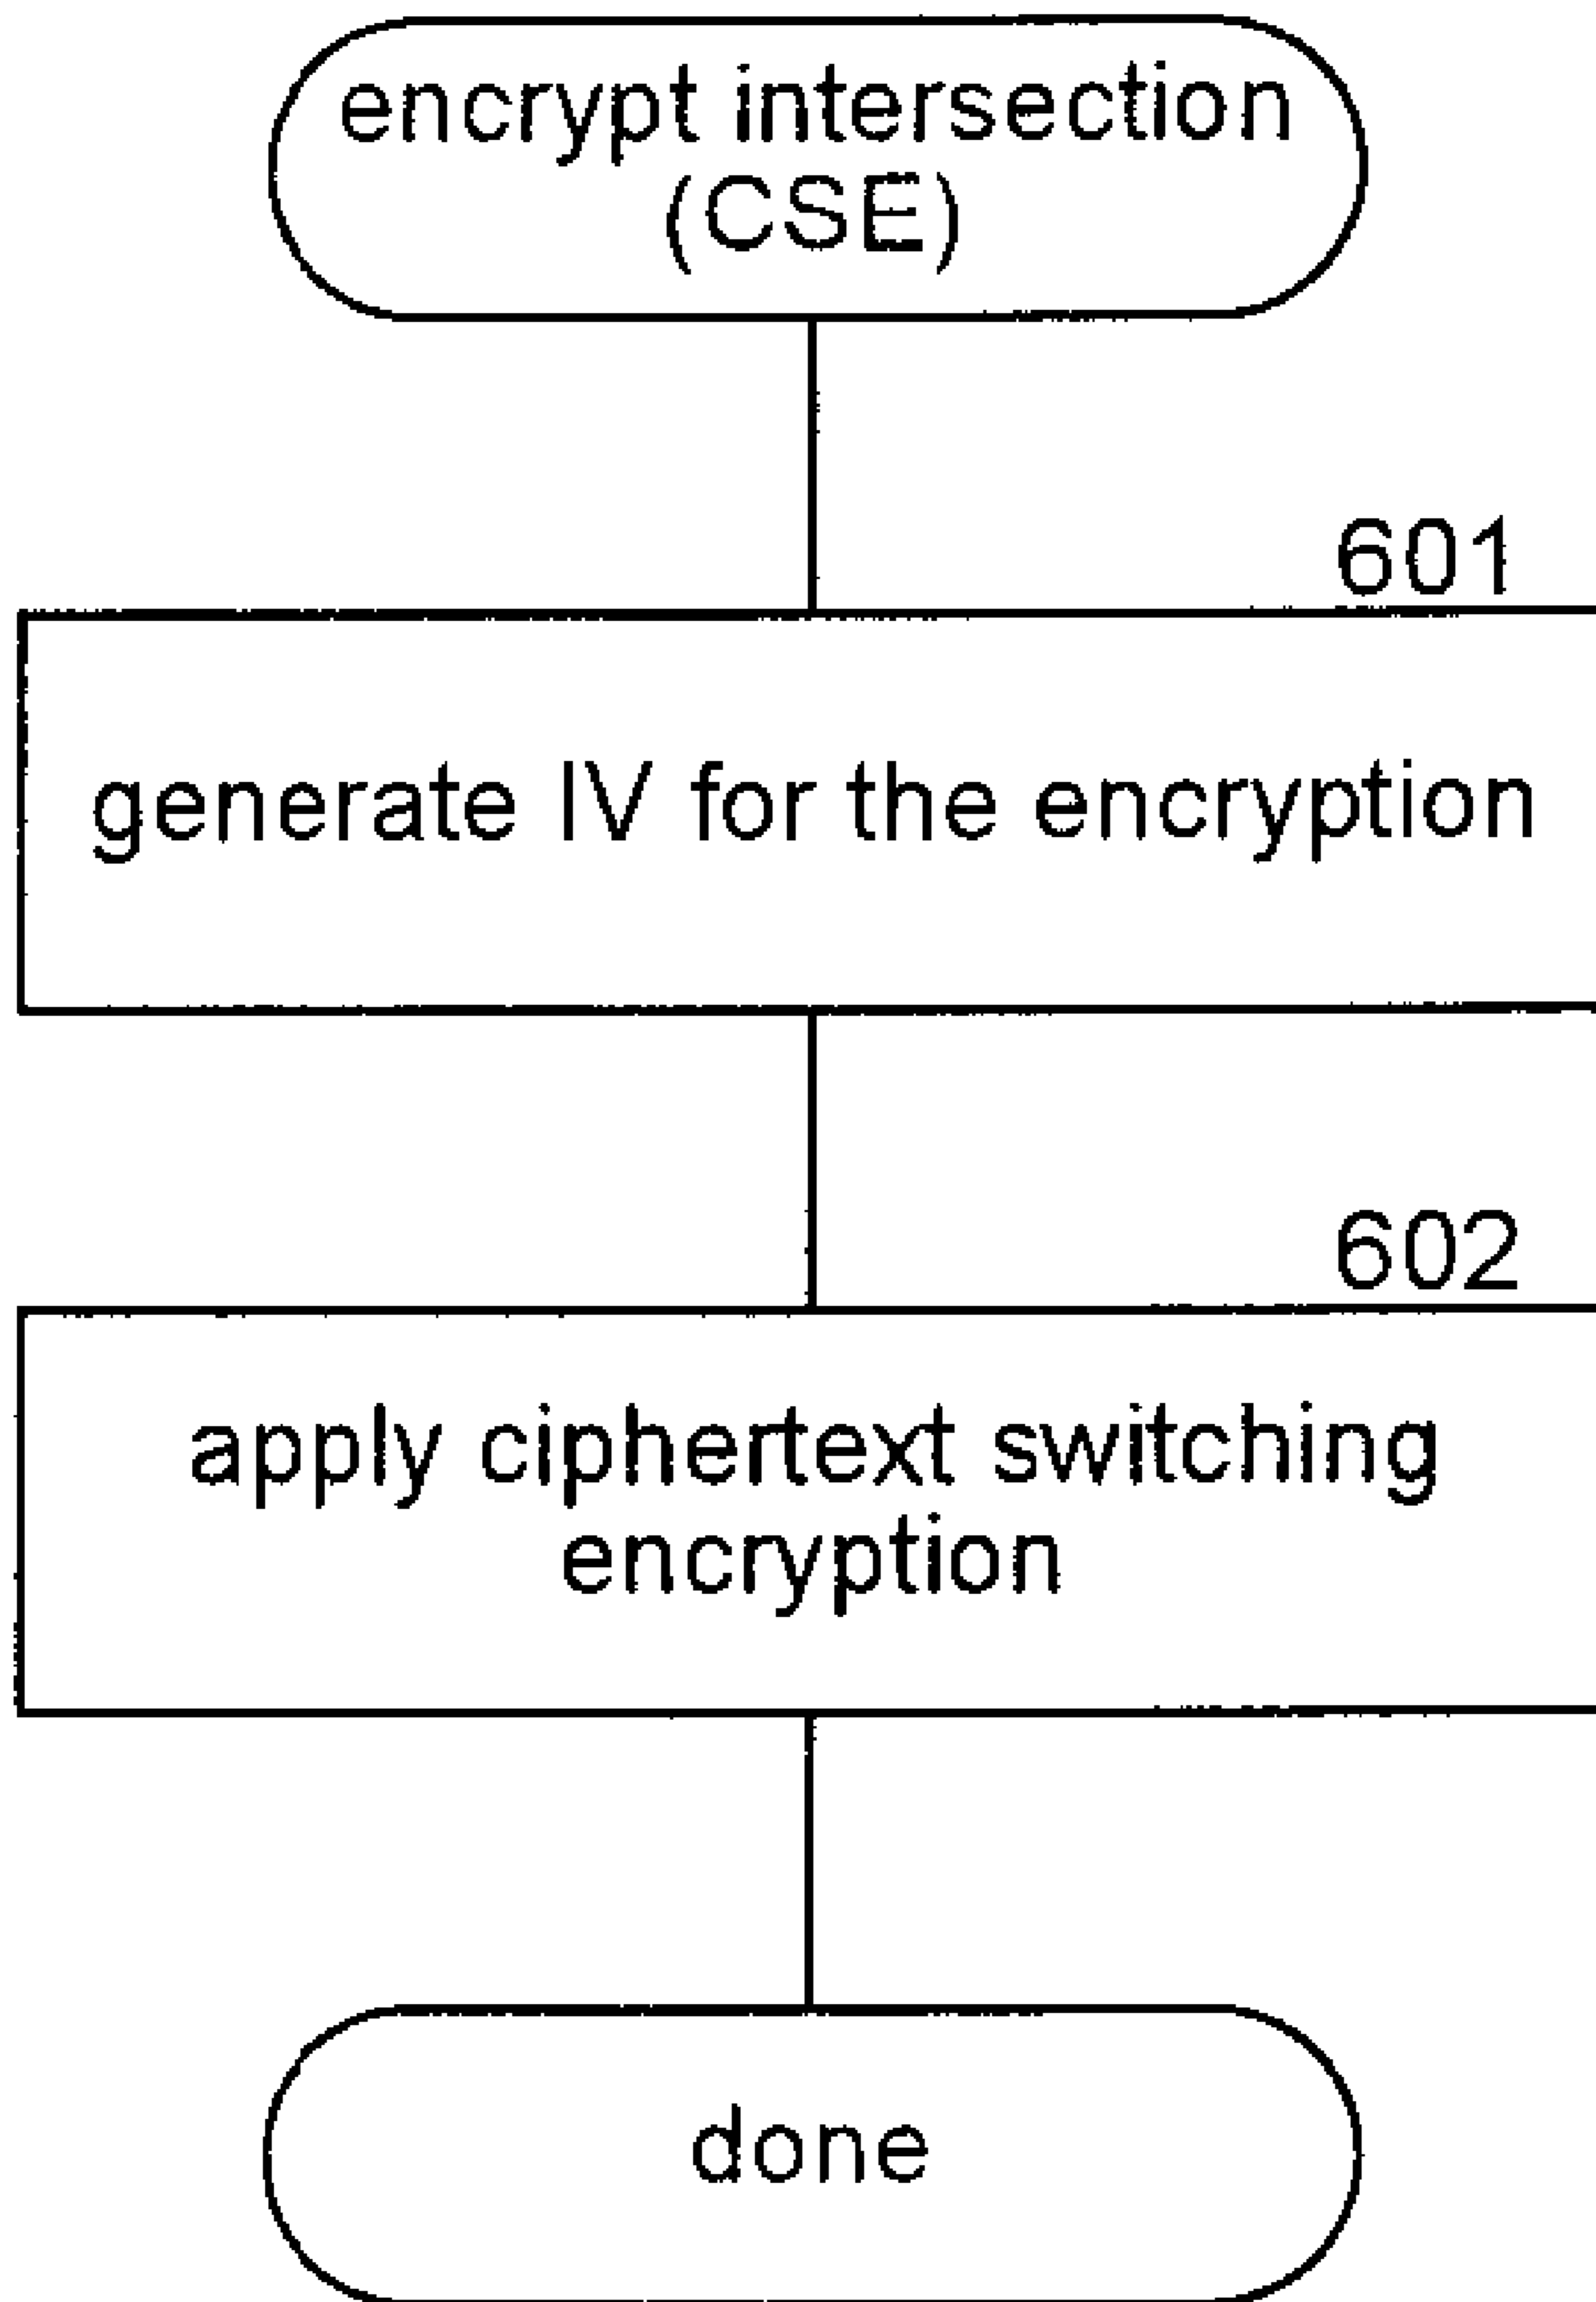 encrypt intersection
(CSE)
601
generate IV for the encryption
602
apply ciphertext switching
encryption
done